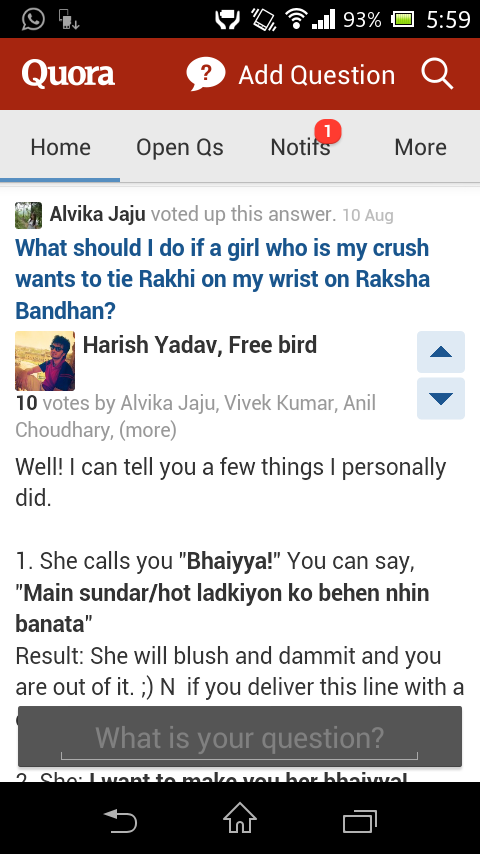 93% 5:59
Quora ? Add Question
Home Open Qs Notifs 1 More
Alvika Jaju voted up this answer. 10 Aug
What should I do if a girl who is my crush
wants to tie Rakhi on my wrist on Raksha
Bandhan?
Harish Yadav, Free bird
10 votes by Alvika Jaju, Vivek Kumar, Anil
Choudhary, (more)
Well! I can tell you a few things I personally
did.
1. She calls you "Bhaiyya!" You can say,
"Main sundar/hot ladkiyon ko behen nhin
banata"
Result: She will blush and dammit and you
are out of it. ;) N if you deliver this line with a
What is your question?
2. She: I want to make you her bhaiyya!